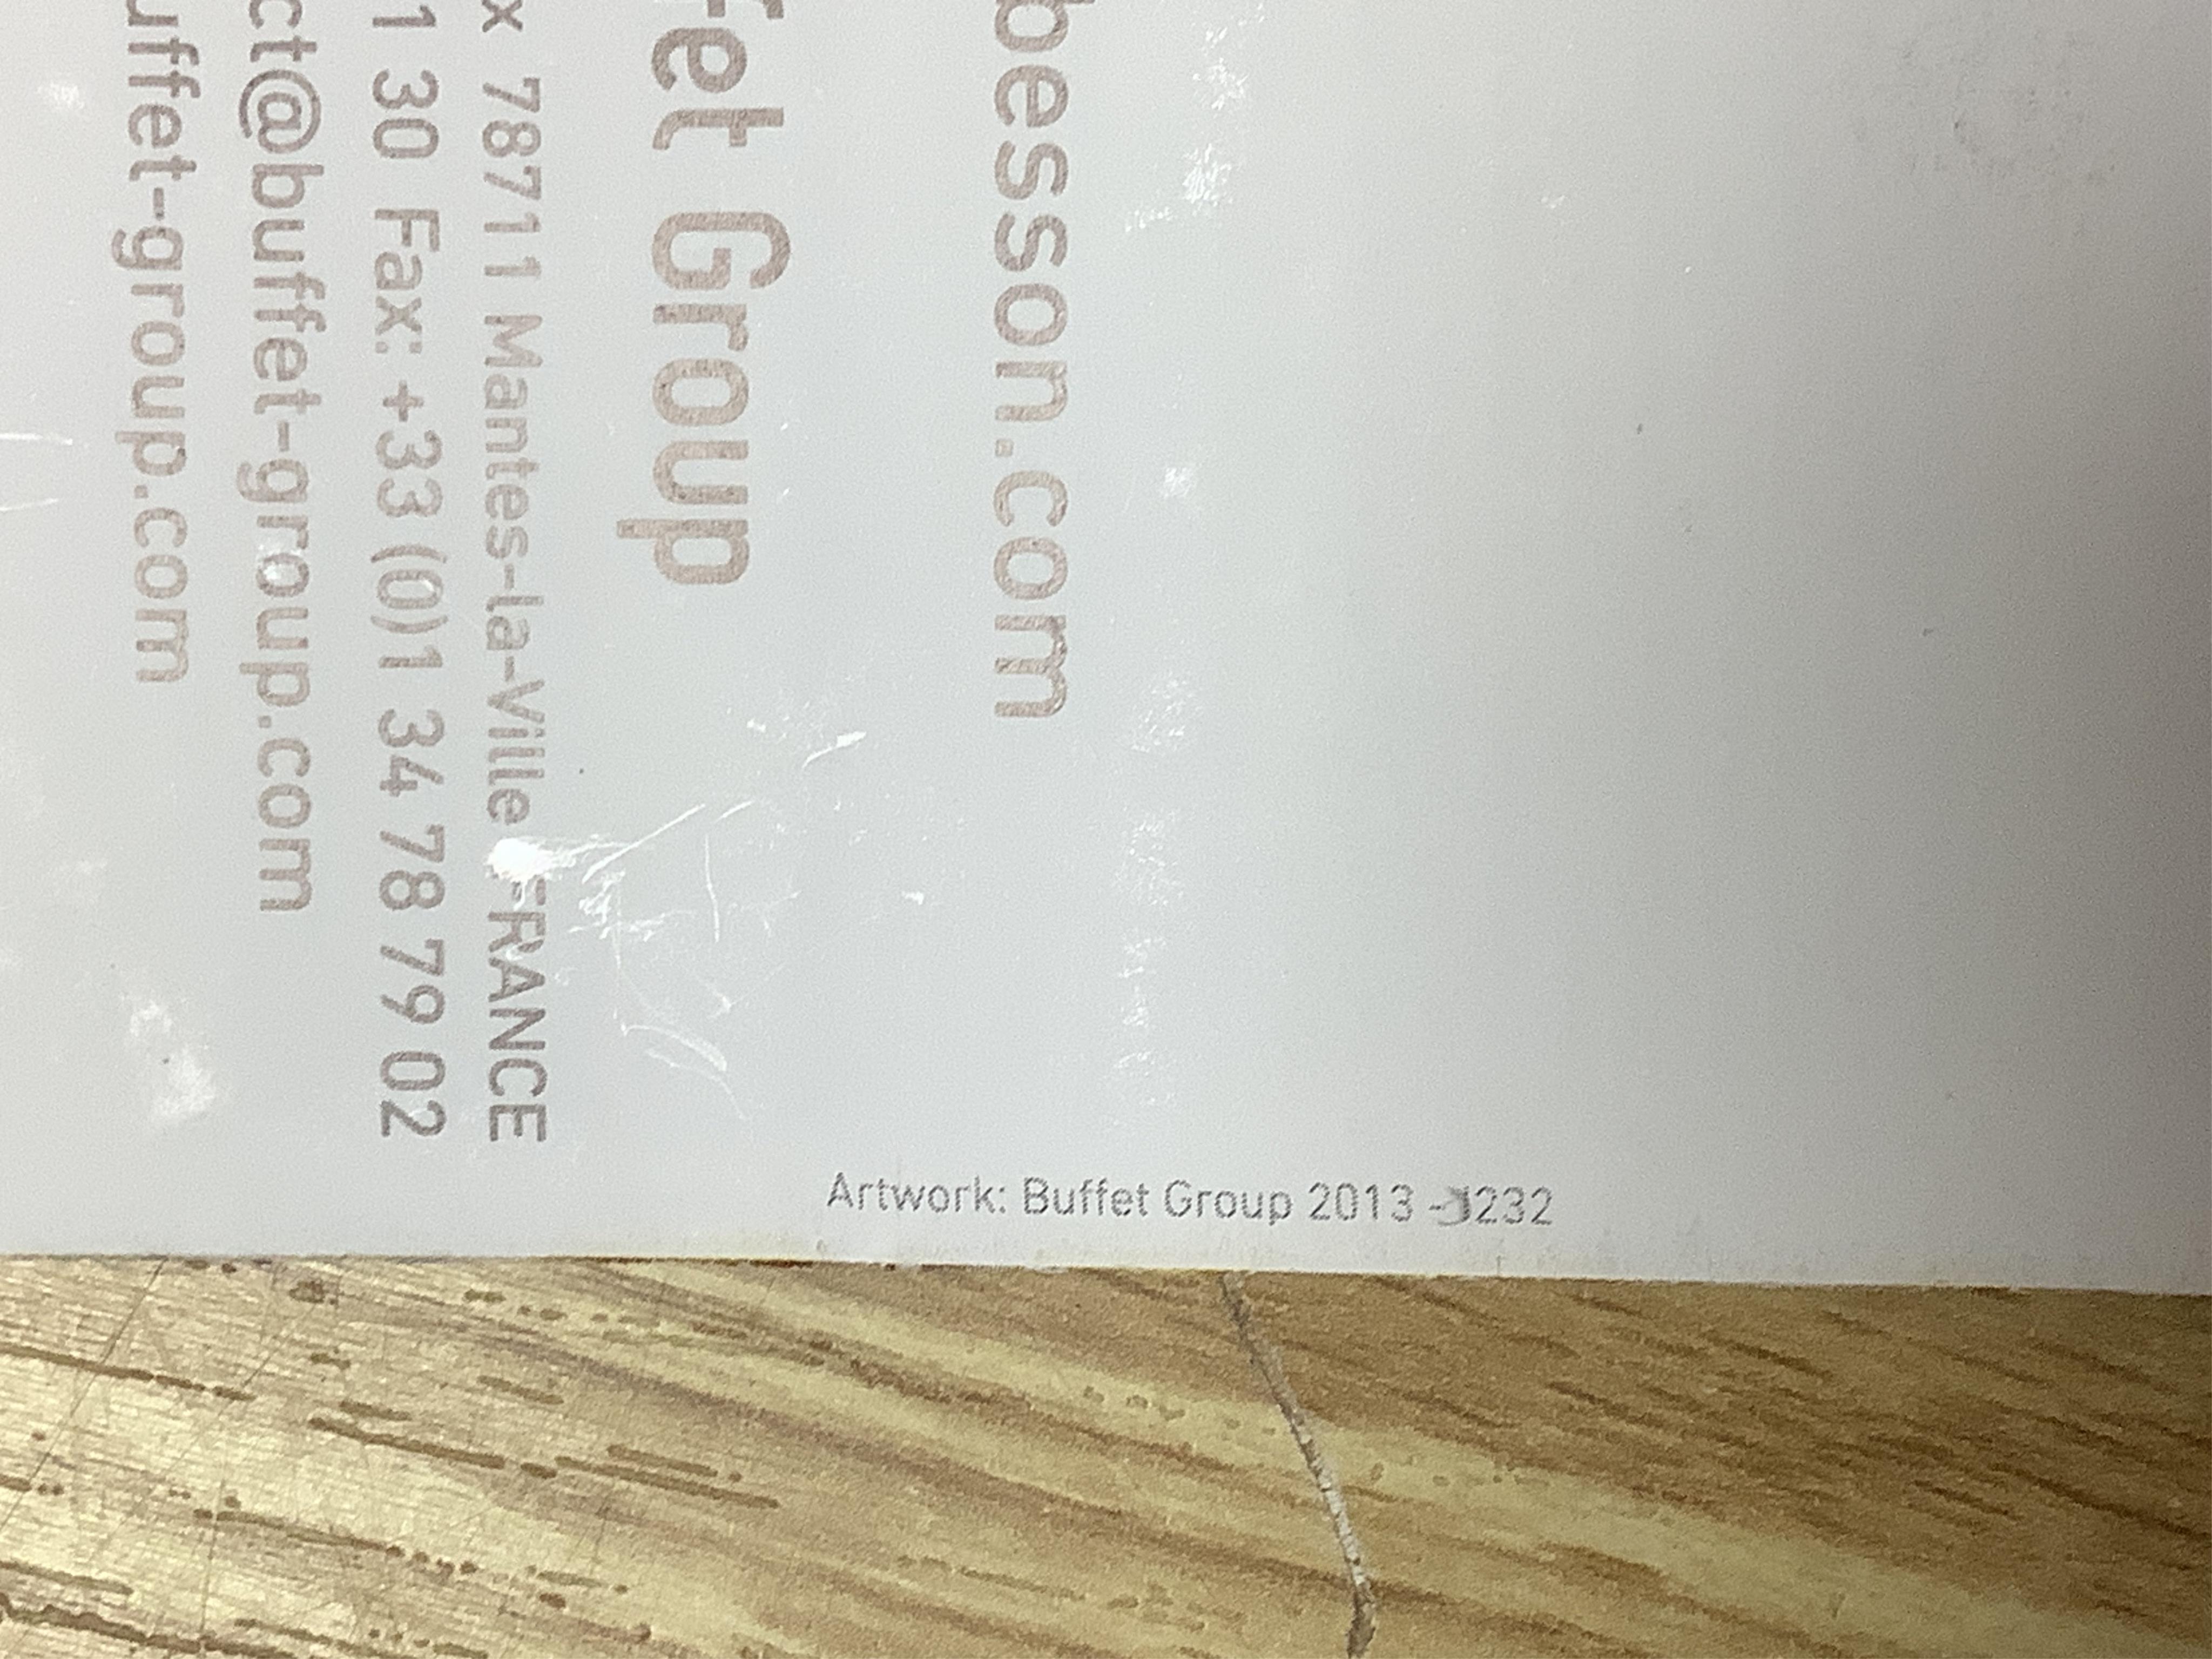 besson.com
fet Group
x 78711 Mantes-la-Ville FRANCE
1 30 Fax: +33 (0)1 34 78 79 02
ct@buffet-group.com
uffet-group.com
Artwork: Buffet Group 2013 -